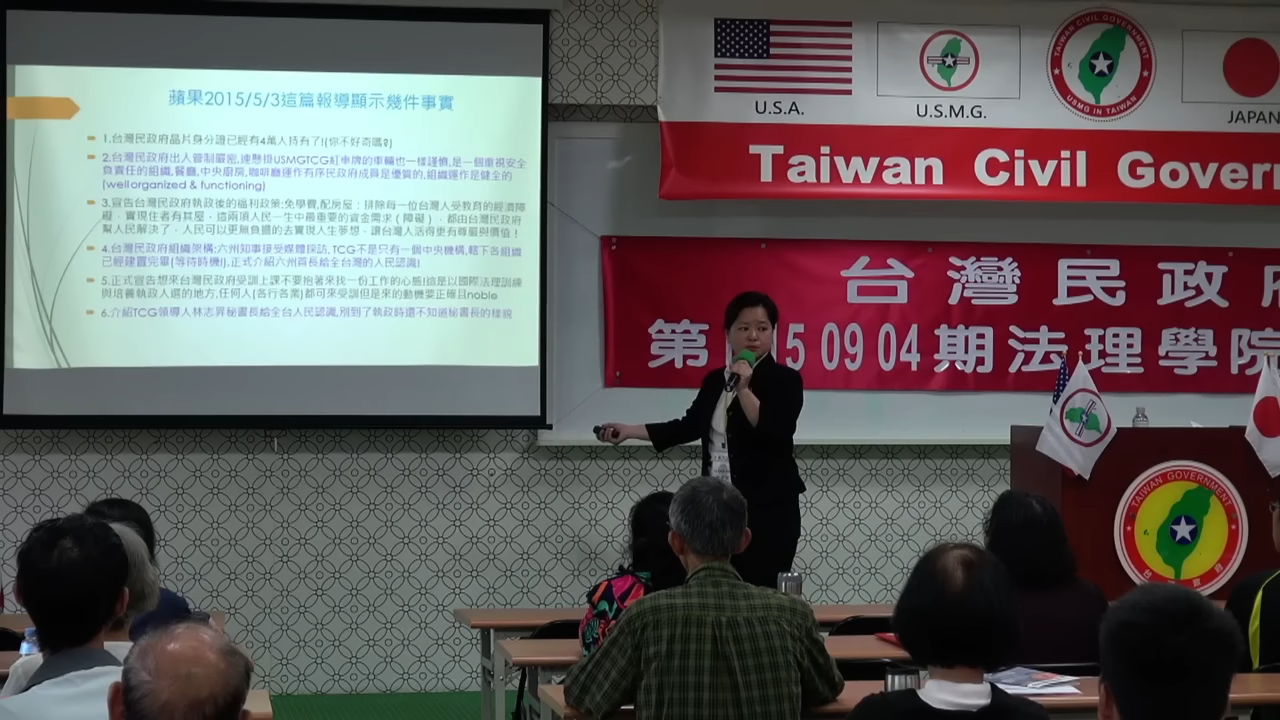 蘋果2015/5/3這篇報導顯示幾件事實
1.台灣民政府晶片身分證已經有4萬人持有了!(你不好奇嗎?)
2.台灣民政府出入管制嚴密,連懸掛USMGTCG紅車牌的車輛也一樣謹慎,是一個重視安全
負責任的組織,餐廳,中央廚房,咖啡廳運作有序民政府成員是優質的,組織運作是健全的
(wellorganized & functioning)
3.宣告台灣民政府執政後的福利政策:免學費,配房屋：排除每一位台灣人受教育的經濟障
礙，實現住者有其屋，這兩項人民一生中最重要的資金需求（障礙），都由台灣民政府
幫人民解決了，人民可以更無負擔的去實現人生夢想，讓台灣人活得更有尊嚴與價值！
4.台灣民政府組織架構:六州知事接受媒體採訪, TCG不是只有一個中央機構,轄下各組織
已經建置完畢(等待時機!),正式介紹六州首長給全台灣的人民認識!
5.正式宣告想來台灣民政府受訓上課不要抱著來找一份工作的心態!這是以國際法理訓練
與培養執政人選的地方,任何人(各行各業)都可來受訓但是來的動機要正確且noble
6.介紹TCG領導人林志昇秘書長給全台人民認識,別到了執政時還不知道秘書長的樣貌
U.S.A.
U.S.M.G.
TAIWAN CIVIL GOVERNMENT
USMG IN TAIWAN
JAPAN
Taiwan Civil Govern
台灣民政府
第 15 09 04 期法理學院
TAIWAN GOVERNMENT
台灣政府